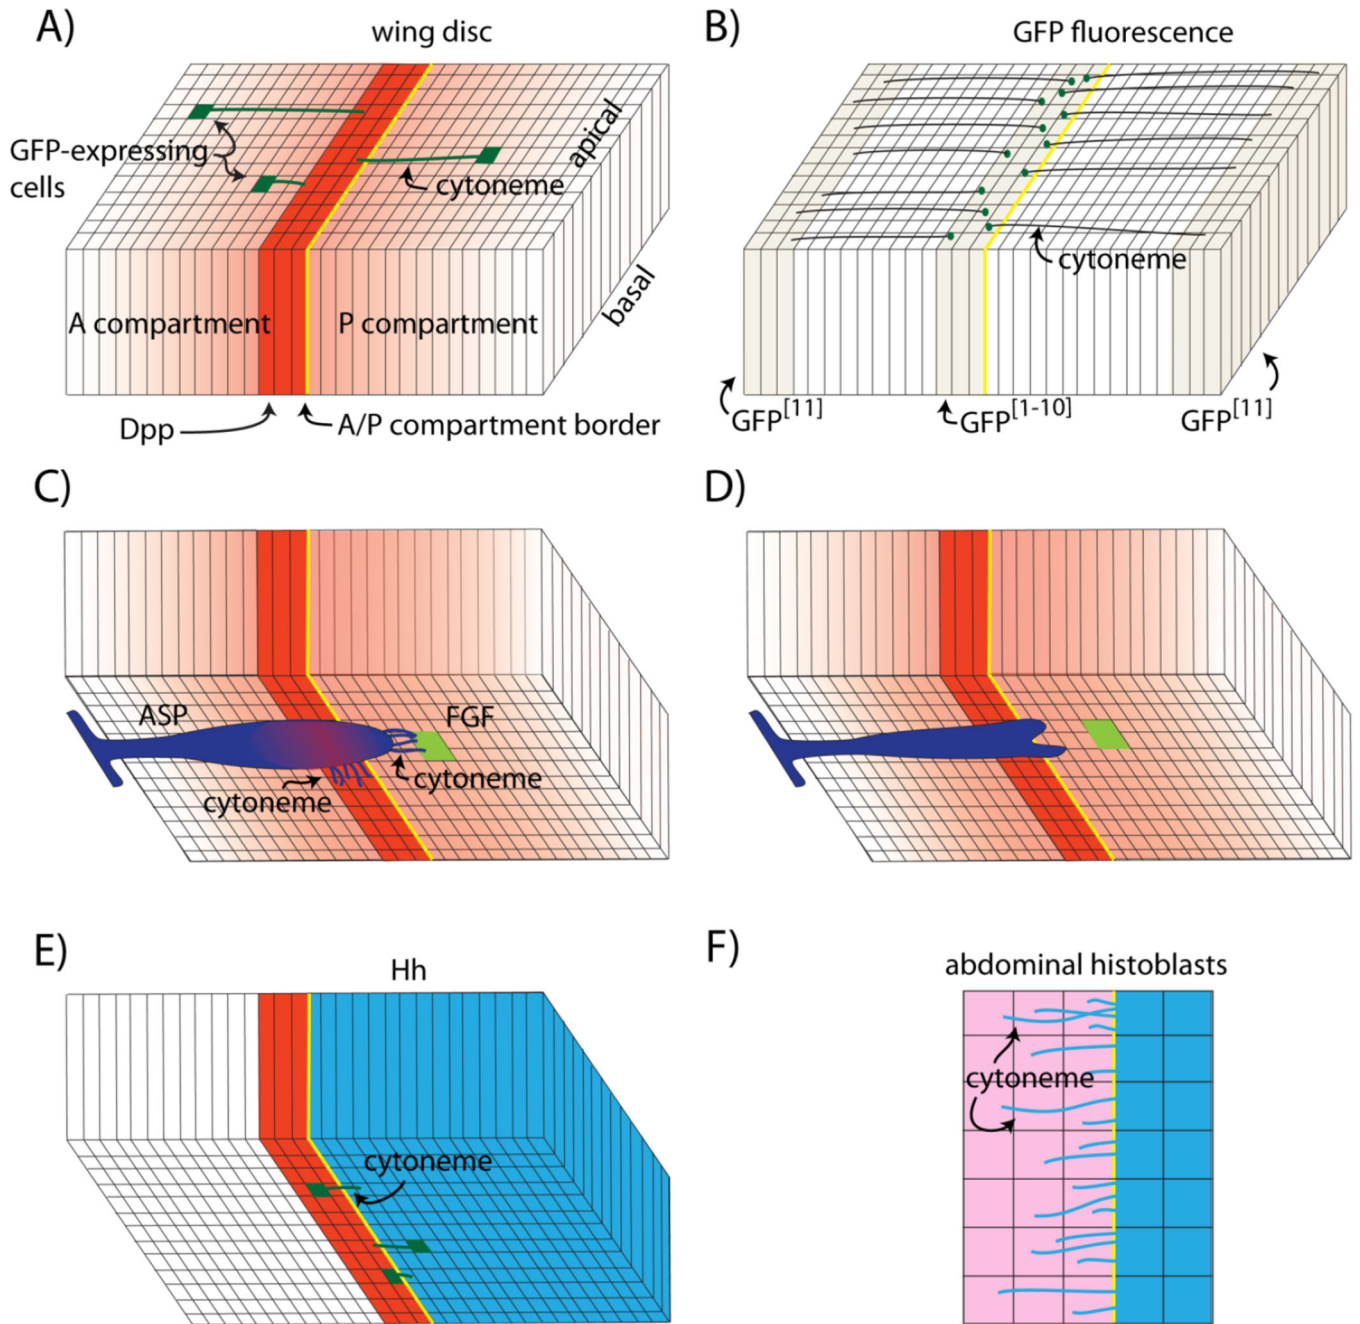 A)
wing disc
GFP-expressing
cells
cytoneme
apical
basal
A compartment
P compartment
Dpp
A/P compartment border
B)
GFP fluorescence
cytoneme
GFP[11]
GFP[1-10]
GFP[11]
C)
ASP
FGF
cytoneme
cytoneme
D)
E)
Hh
cytoneme
F)
abdominal histoblasts
cytoneme